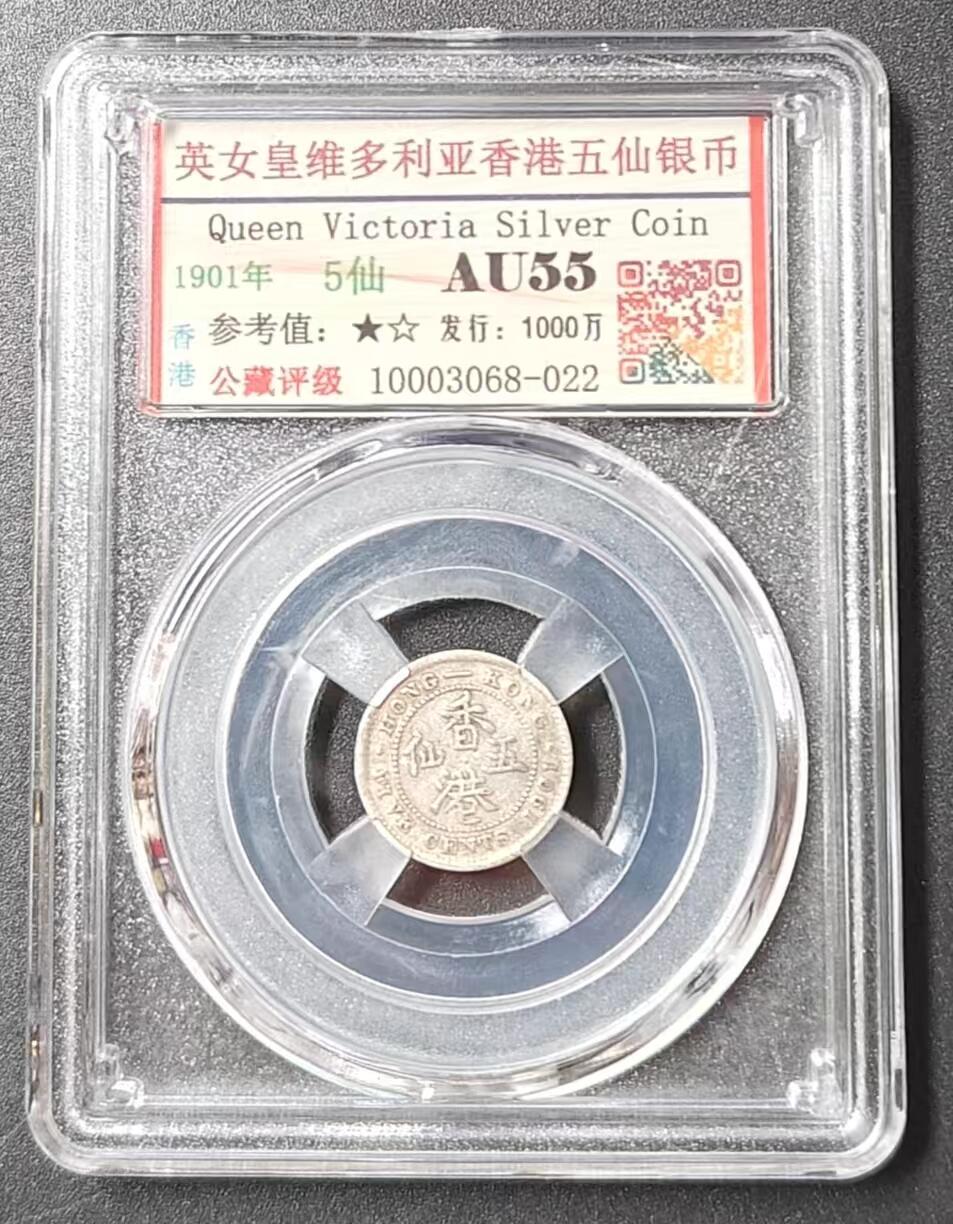 英女皇维多利亚香港五仙银币
Queen Victoria Silver Coin
1901年 5仙 AU55
香港 参考值：★☆ 发行：1000万
公藏评级 10003068-022
HONG-KONG
香
仙 五
港
CENTS